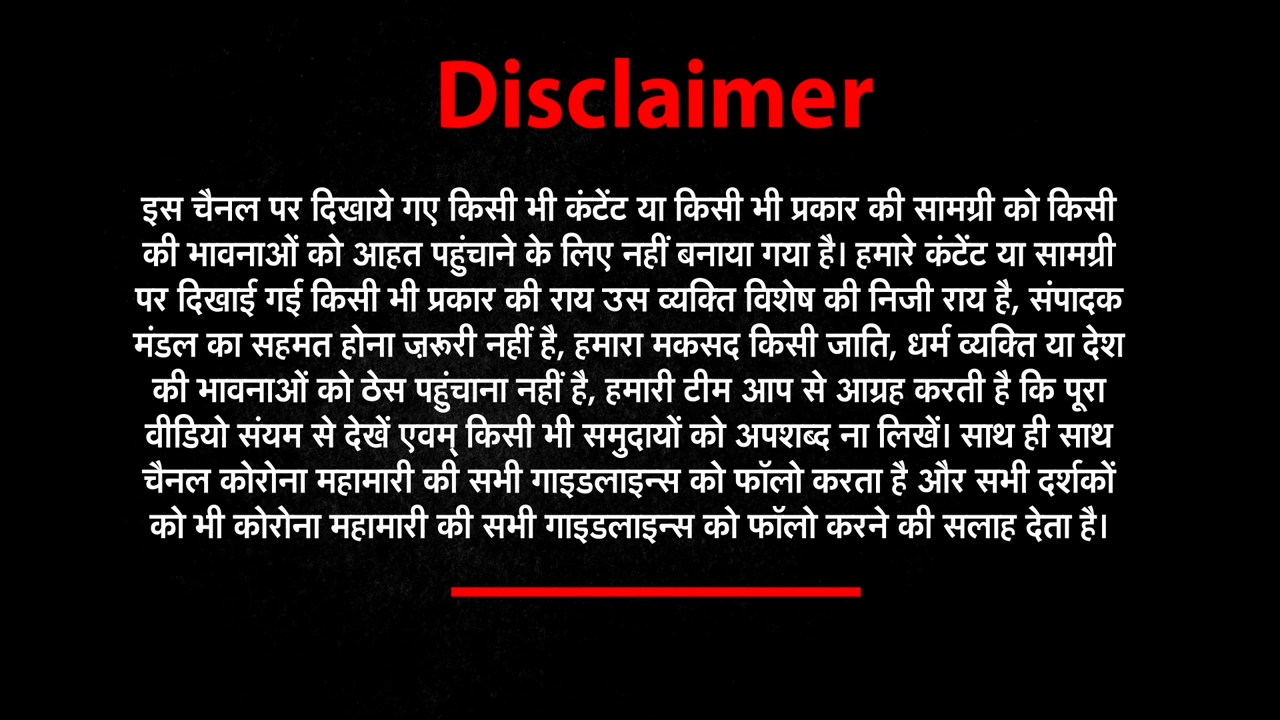 Disclaimer
इस चैनल पर दिखाये गए किसी भी कंटेंट या किसी भी प्रकार की सामग्री को किसी
की भावनाओं को आहत पहुंचाने के लिए नहीं बनाया गया है। हमारे कंटेंट या सामग्री
पर दिखाई गई किसी भी प्रकार की राय उस व्यक्ति विशेष की निजी राय है, संपादक
मंडल का सहमत होना ज़रूरी नहीं है, हमारा मकसद किसी जाति, धर्म व्यक्ति या देश
की भावनाओं को ठेस पहुंचाना नहीं है, हमारी टीम आप से आग्रह करती है कि पूरा
वीडियो संयम से देखें एवम् किसी भी समुदायों को अपशब्द ना लिखें। साथ ही साथ
चैनल कोरोना महामारी की सभी गाइडलाइन्स को फॉलो करता है और सभी दर्शकों
को भी कोरोना महामारी की सभी गाइडलाइन्स को फॉलो करने की सलाह देता है।